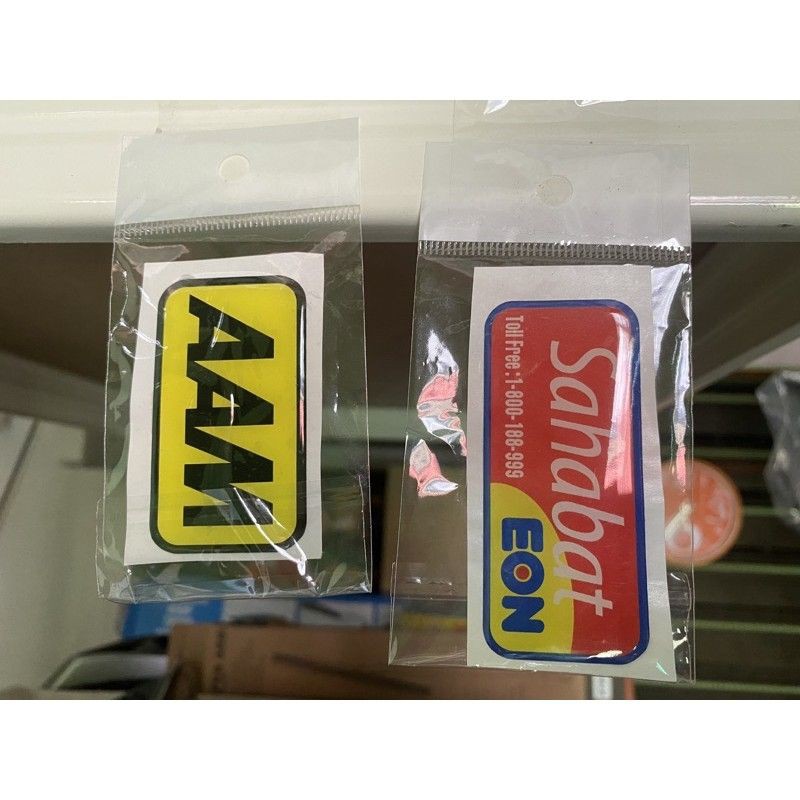 AAM
Sahabat
Toll Free : 1-800-188-999
EON